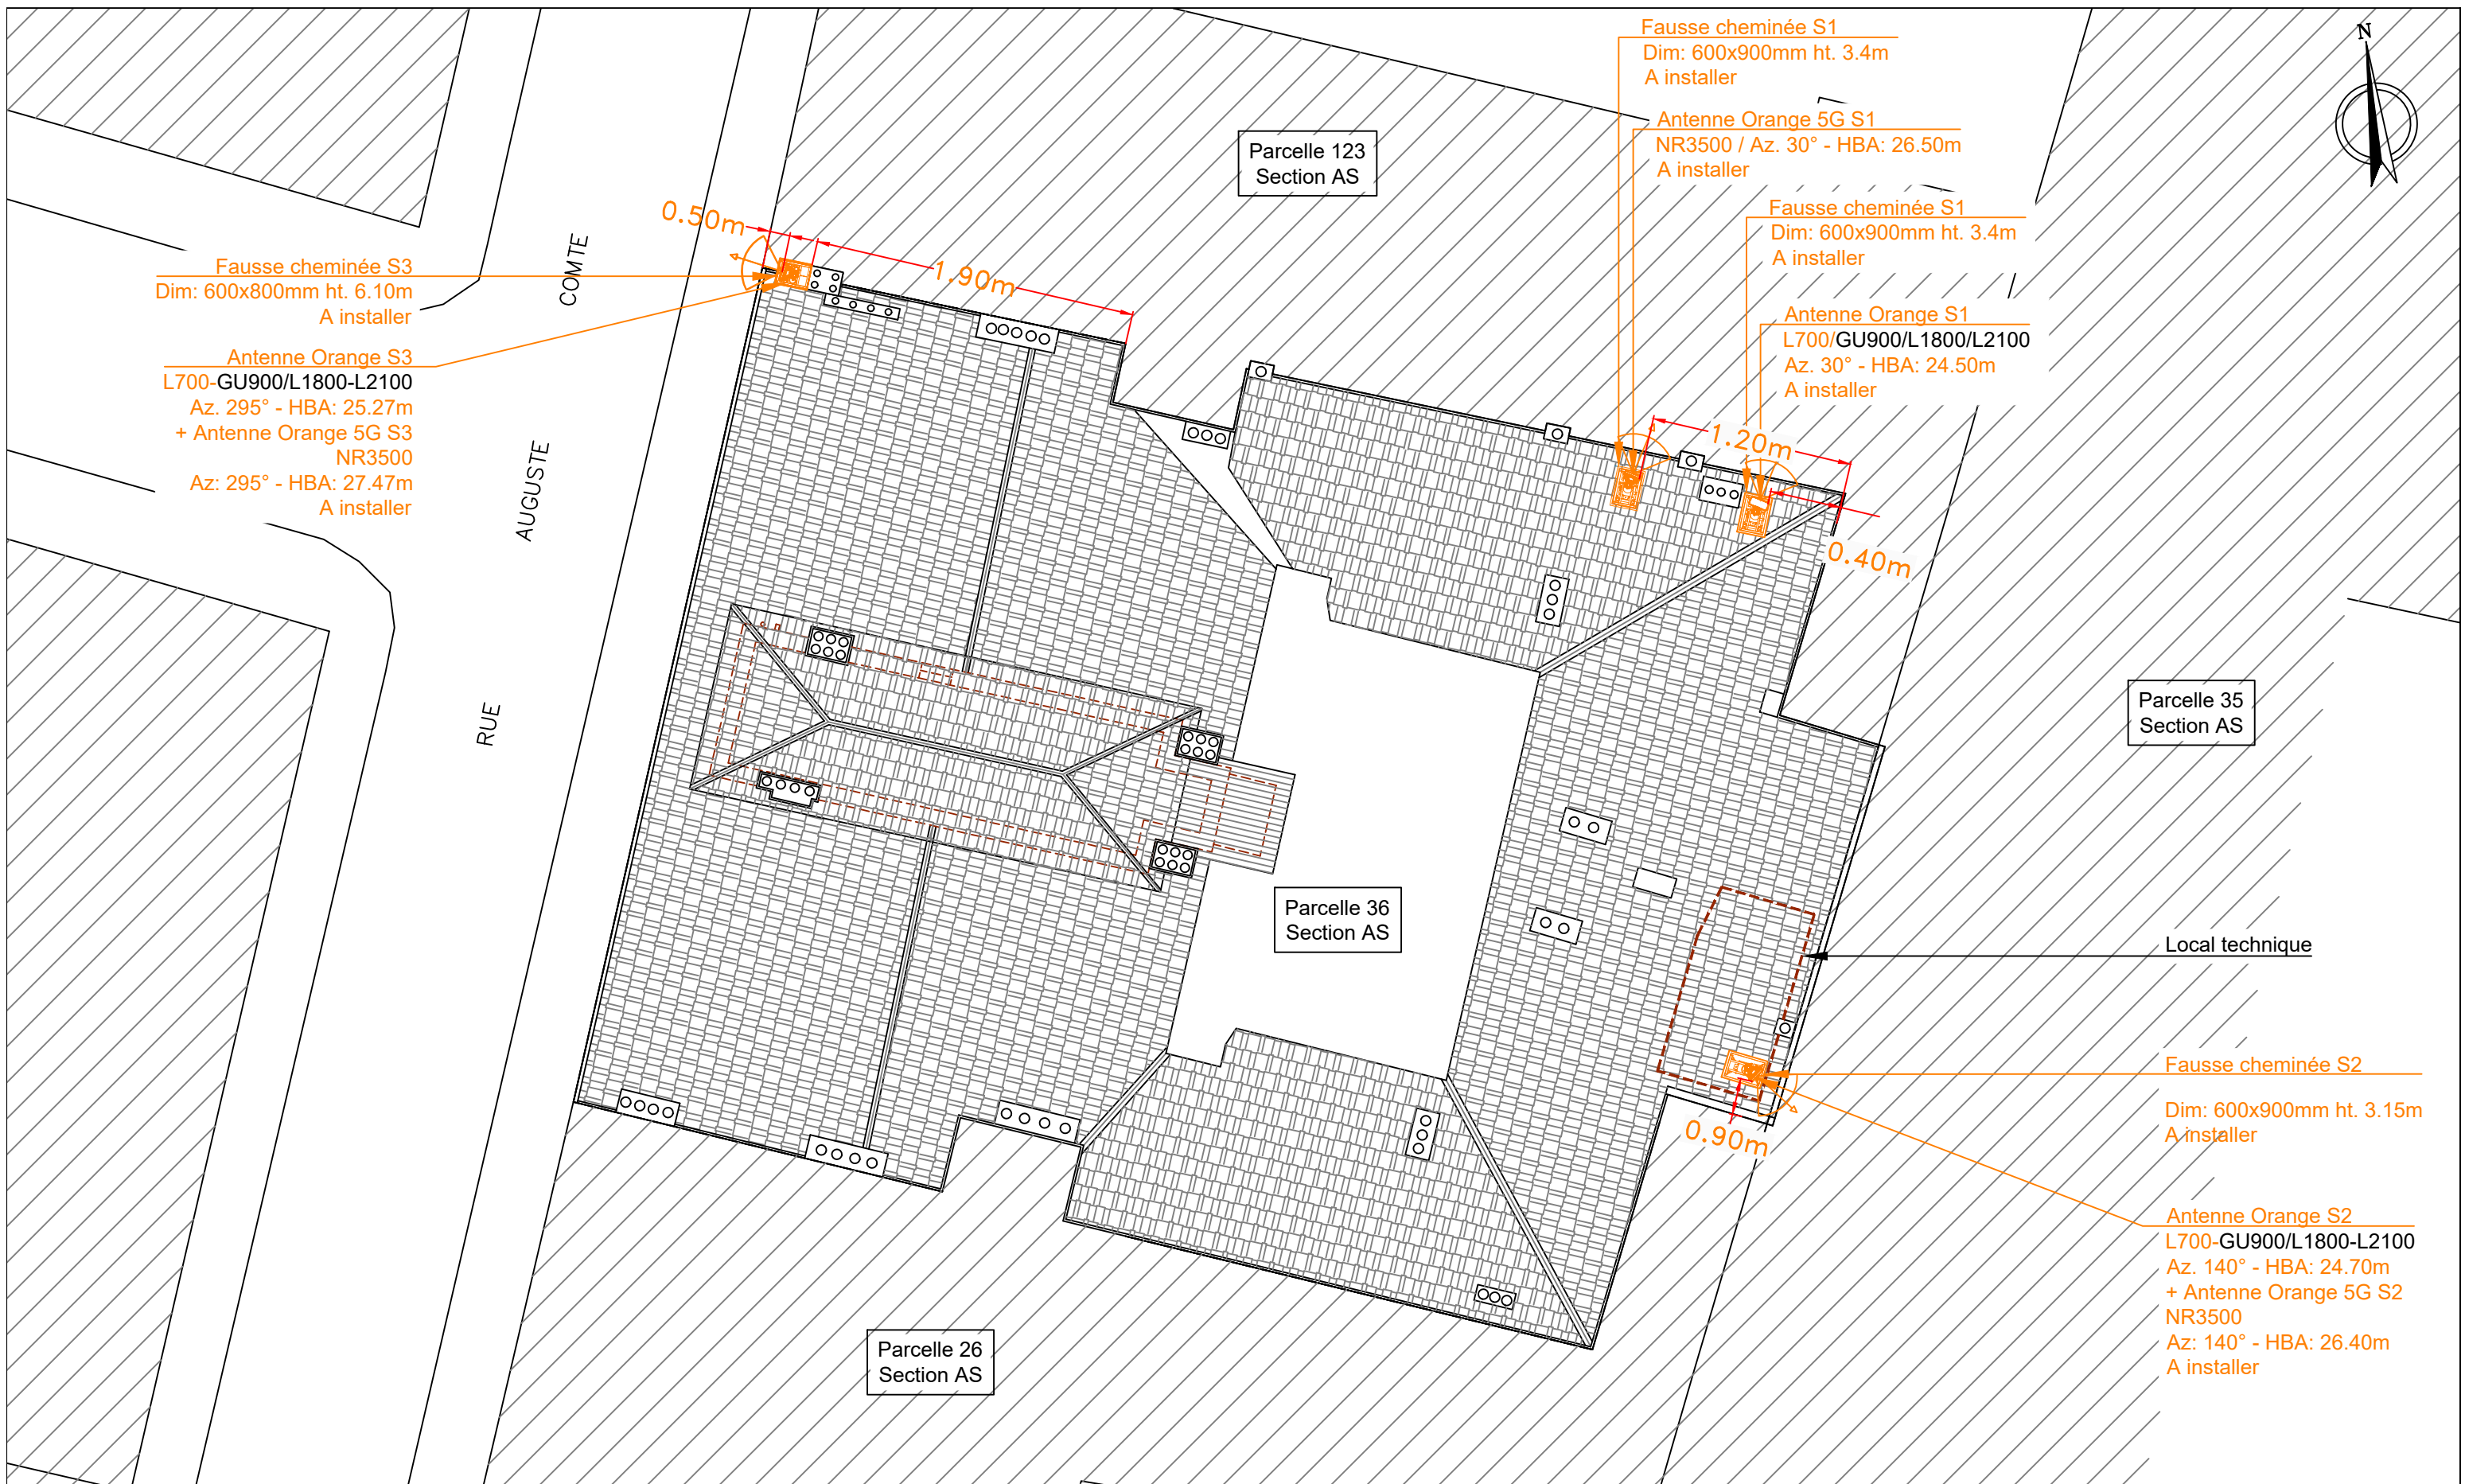 Fausse cheminée S1
Dim: 600x900mm ht. 3.4m
A installer
N
Antenne Orange 5G S1
NR3500 / Az. 30° - HBA: 26.50m
A installer
Parcelle 123
Section AS
Fausse cheminée S1
Dim: 600x900mm ht. 3.4m
A installer
0.50m
1.90m
Fausse cheminée S3
Dim: 600x800mm ht. 6.10m
A installer
Antenne Orange S3
L700-GU900/L1800-L2100
Az. 295° - HBA: 25.27m
+ Antenne Orange 5G S3
NR3500
Az: 295° - HBA: 27.47m
A installer
Antenne Orange S1
L700/GU900/L1800/L2100
Az. 30° - HBA: 24.50m
A installer
1.20m
0.40m
RUE AUGUSTE COMTE
Parcelle 35
Section AS
Parcelle 36
Section AS
Local technique
Fausse cheminée S2
Dim: 600x900mm ht. 3.15m
A installer
0.90m
Antenne Orange S2
L700-GU900/L1800-L2100
Az. 140° - HBA: 24.70m
+ Antenne Orange 5G S2
NR3500
Az: 140° - HBA: 26.40m
A installer
Parcelle 26
Section AS